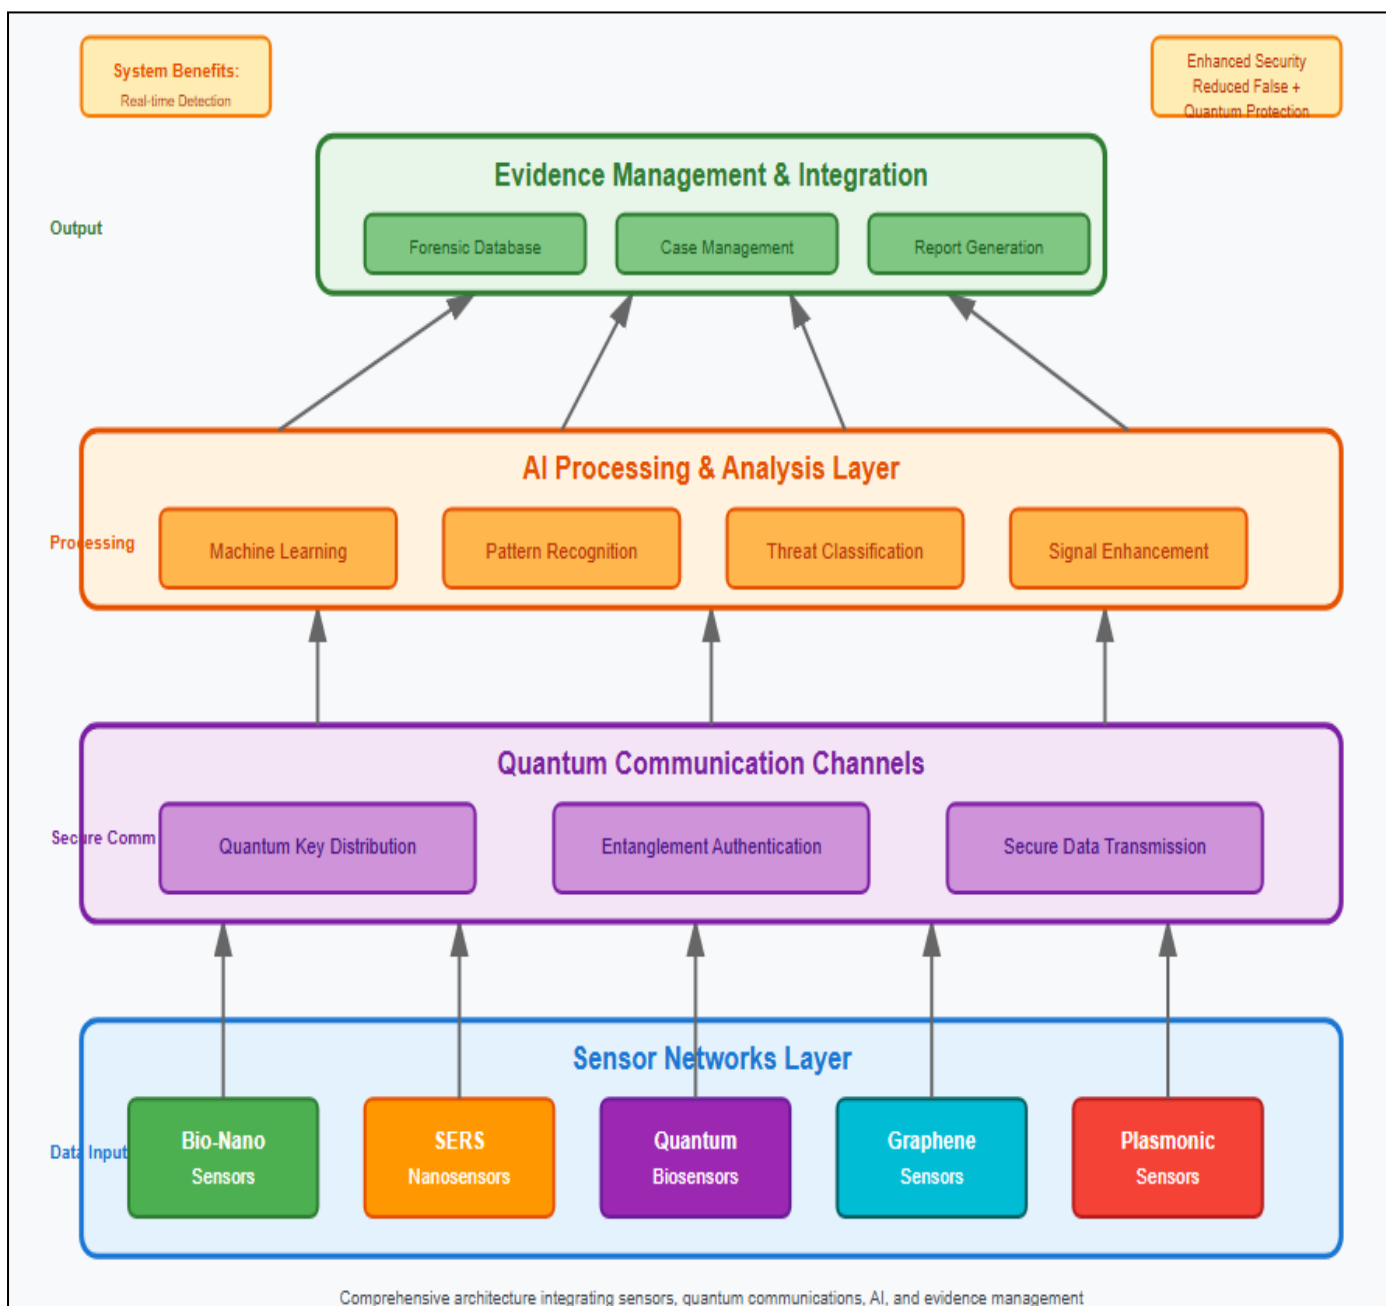 System Benefits:
Real-time Detection
Enhanced Security
Reduced False +
Quantum Protection
Evidence Management & Integration
Output
Forensic Database
Case Management
Report Generation
AI Processing & Analysis Layer
Processing
Machine Learning
Pattern Recognition
Threat Classification
Signal Enhancement
Quantum Communication Channels
Secure Comm
Quantum Key Distribution
Entanglement Authentication
Secure Data Transmission
Sensor Networks Layer
Data Input
Bio-Nano
Sensors
SERS
Nanosensors
Quantum
Biosensors
Graphene
Sensors
Plasmonic
Sensors
Comprehensive architecture integrating sensors, quantum communications, AI, and evidence management